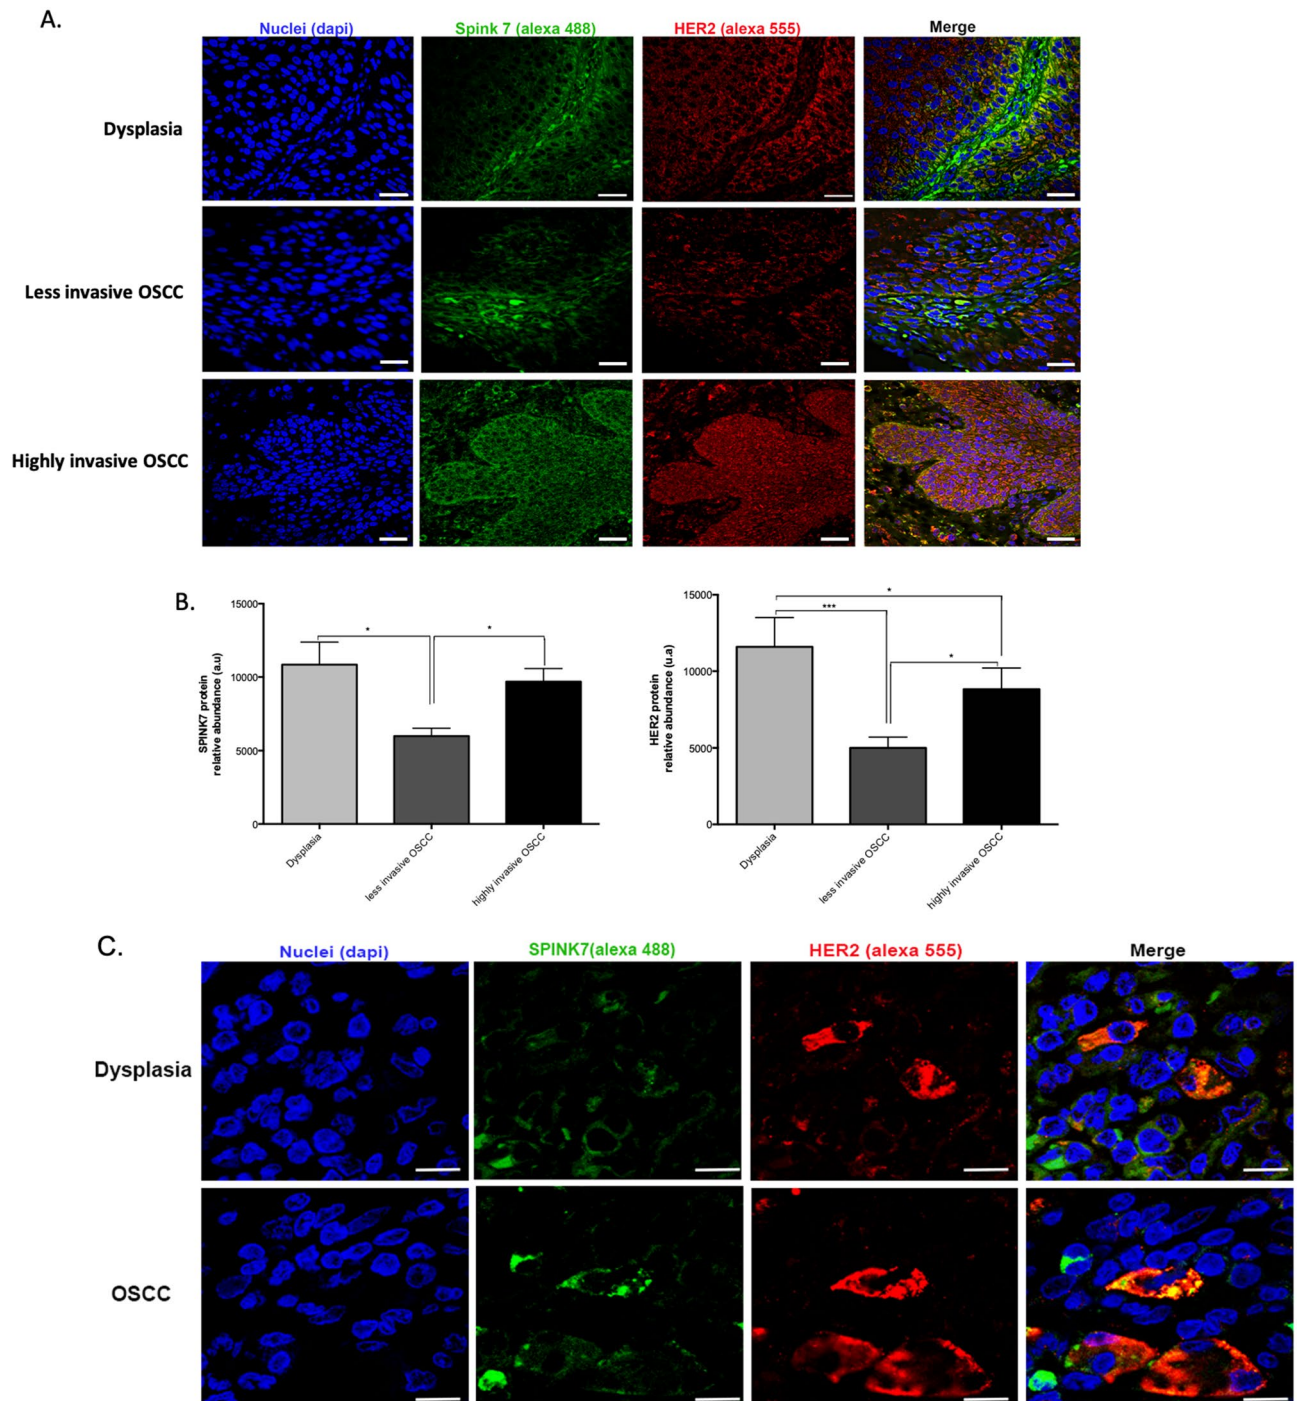 A.
Nuclei (dapi)
Spink 7 (alexa 488)
HER2 (alexa 555)
Merge
Dysplasia
Less invasive OSCC
Highly invasive OSCC
B.
SPINK7 protein
relative abundance (a.u)
15000
10000
5000
0
*
*
Dysplasia
less invasive OSCC
highly invasive OSCC
HER2 protein
relative abundance (u.a)
15000
10000
5000
0
*
***
*
Dysplasia
less invasive OSCC
highly invasive OSCC
C.
Nuclei (dapi)
SPINK7(alexa 488)
HER2 (alexa 555)
Merge
Dysplasia
OSCC